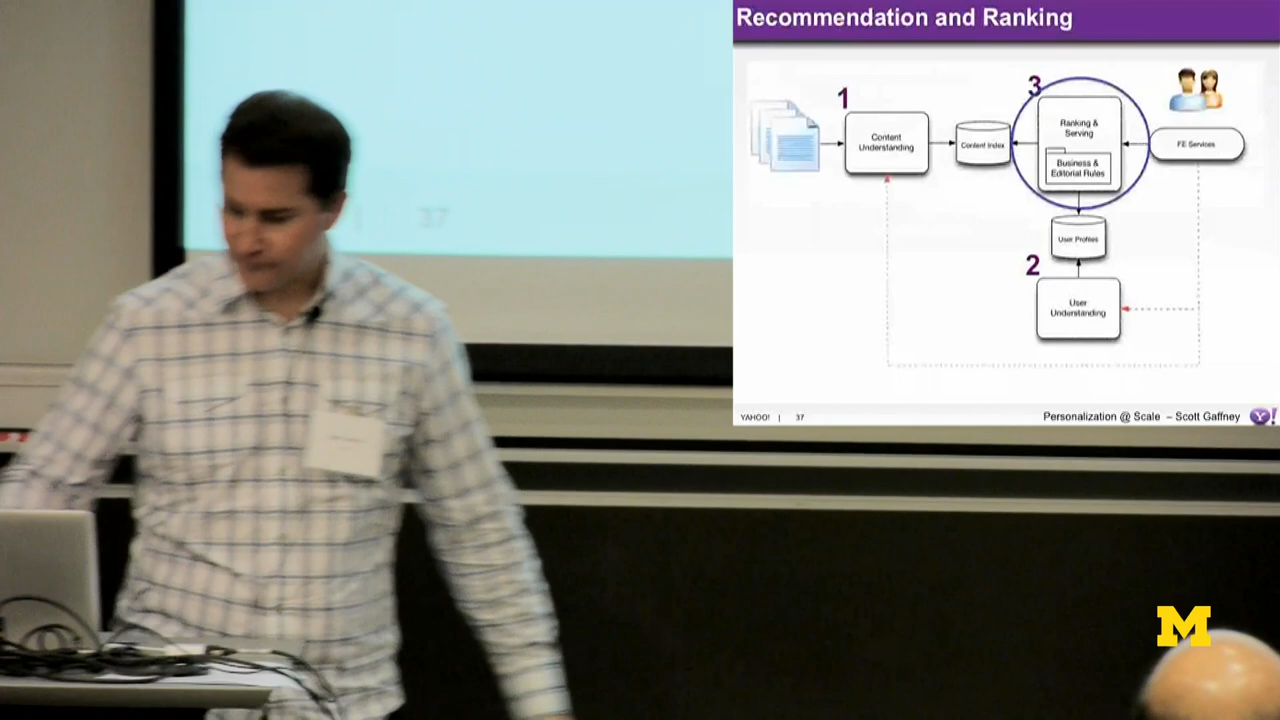 Recommendation and Ranking
1
3
Content
Understanding
Content Index
Ranking &
Serving
Business &
Editorial Rules
FE Services
User Profiles
2
User
Understanding
YAHOO! | 37
Personalization @ Scale – Scott Gaffney
Y!
37
M